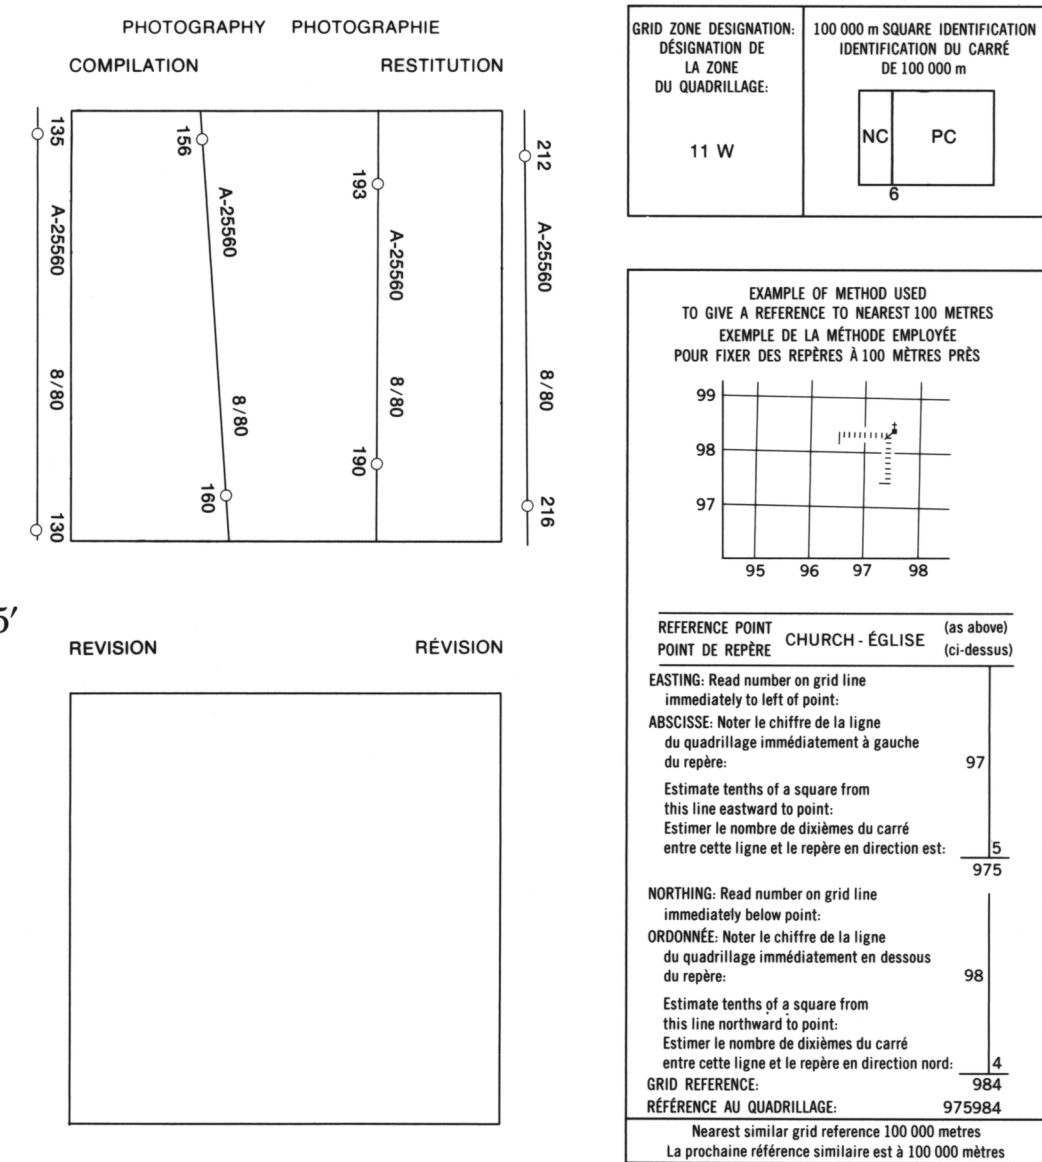 PHOTOGRAPHY PHOTOGRAPHIE
COMPILATION RESTITUTION
135
A-25560
8/80
130
156
A-25560
8/80
160
193
A-25560
8/80
190
212
A-25560
8/80
216
5′
REVISION RÉVISION
GRID ZONE DESIGNATION:
DÉSIGNATION DE
LA ZONE
DU QUADRILLAGE:
11 W
100 000 m SQUARE IDENTIFICATION
IDENTIFICATION DU CARRÉ
DE 100 000 m
NC PC
6
EXAMPLE OF METHOD USED
TO GIVE A REFERENCE TO NEAREST 100 METRES
EXEMPLE DE LA MÉTHODE EMPLOYÉE
POUR FIXER DES REPÈRES À 100 MÈTRES PRÈS
99
98
97
95 96 97 98
REFERENCE POINT
POINT DE REPÈRE
CHURCH - ÉGLISE
(as above)
(ci-dessus)
EASTING: Read number on grid line
immediately to left of point:
ABSCISSE: Noter le chiffre de la ligne
du quadrillage immédiatement à gauche
du repère: 97
Estimate tenths of a square from
this line eastward to point:
Estimer le nombre de dixièmes du carré
entre cette ligne et le repère en direction est: 5
975
NORTHING: Read number on grid line
immediately below point:
ORDONNÉE: Noter le chiffre de la ligne
du quadrillage immédiatement en dessous
du repère: 98
Estimate tenths of a square from
this line northward to point:
Estimer le nombre de dixièmes du carré
entre cette ligne et le repère en direction nord: 4
GRID REFERENCE: 984
RÉFÉRENCE AU QUADRILLAGE: 975984
Nearest similar grid reference 100 000 metres
La prochaine référence similaire est à 100 000 mètres